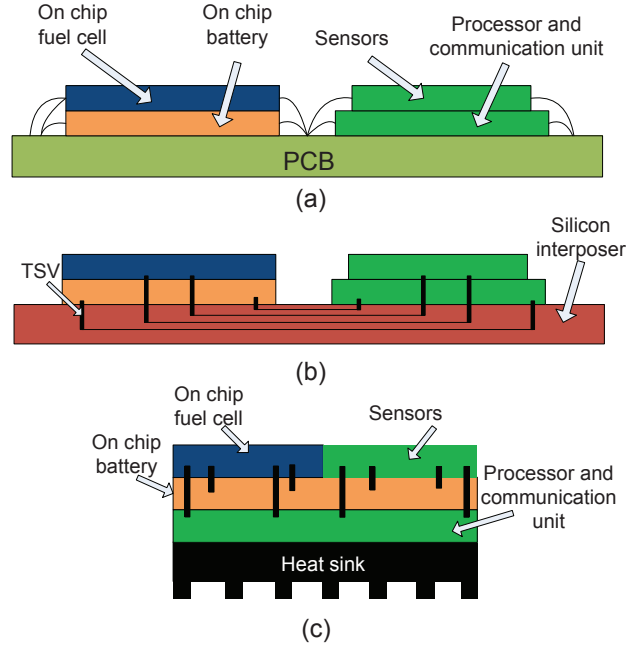 On chip
fuel cell
On chip
battery
Sensors
Processor and
communication unit
PCB
(a)
TSV
Silicon
interposer
(b)
On chip
fuel cell
Sensors
On chip
battery
Processor and
communication
unit
Heat sink
(c)